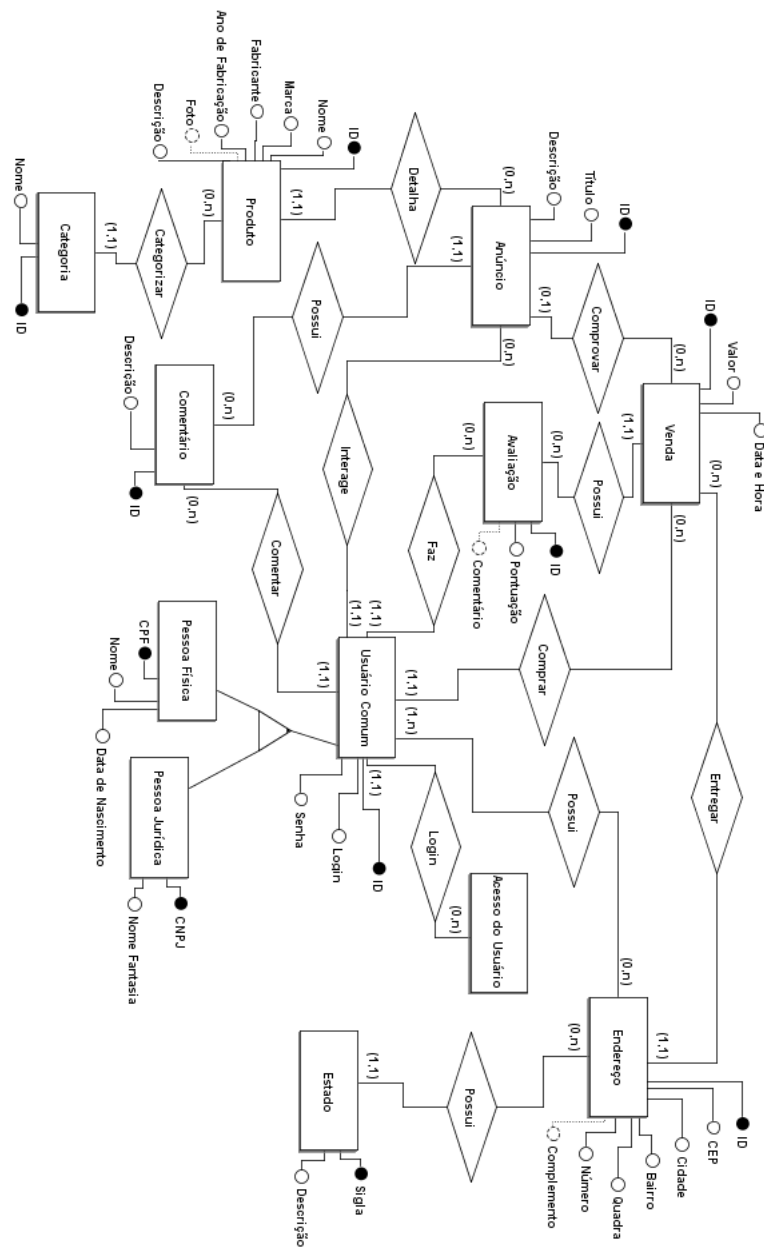 Data e Hora
Valor
ID
ID
CEP
Cidade
Bairro
Quadra
Número
Complemento
Venda
(0,n)
(1,1)
(0,n)
(0,n)
Entregar
(1,1)
Endereço
(0,n)
(0,n)
ID
Título
Descrição
Comprovar
Possui
Comprar
Possui
Anúncio
(0,n)
(0,1)
(1,1)
(0,n)
Avaliação
(0,n)
(0,n)
ID
Pontuação
Comentário
Acesso do Usuário
(0,n)
Possui
Detalha
Faz
Login
ID
Nome
Marca
Fabricante
Ano de Fabricação
Foto
Descrição
Produto
(1,1)
(0,n)
Possui
Interage
Usuário Comum
(1,1)
(1,1)
(1,1)
(1,n)
(1,1)
(1,1)
ID
Login
Senha
Estado
(1,1)
Sigla
Descrição
Categorizar
Comentário
(0,n)
(0,n)
Descrição
ID
Comentar
Pessoa Física
CPF
Nome
Data de Nascimento
Pessoa Jurídica
CNPJ
Nome Fantasia
Categoria
(1,1)
Nome
ID